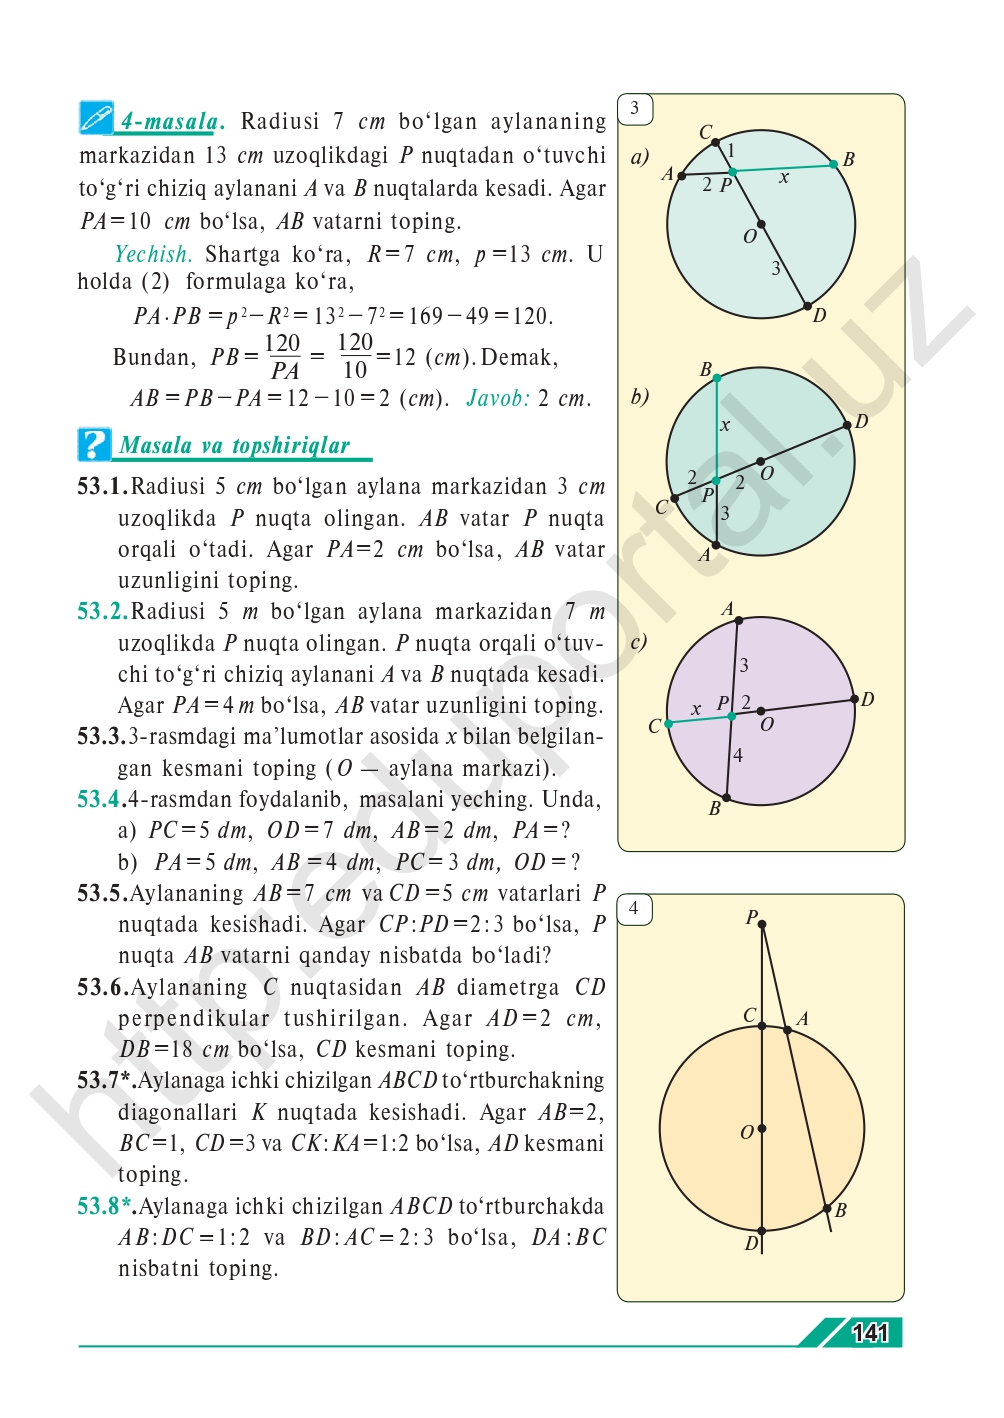 4-masala. Radiusi 7 cm bo‘lgan aylananing
markazidan 13 cm uzoqlikdagi P nuqtadan o‘tuvchi
to‘g‘ri chiziq aylanani A va B nuqtalarda kesadi. Agar
PA=10 cm bo‘lsa, AB vatarni toping.
Yechish. Shartga ko‘ra, R=7 cm, p=13 cm. U
holda (2) formulaga ko‘ra,
PA·PB=p²−R²=13²−7²=169−49=120.
Bundan, PB=120/PA = 120/10=12 (cm). Demak,
AB=PB−PA=12−10=2 (cm). Javob: 2 cm.
? Masala va topshiriqlar
53.1. Radiusi 5 cm bo‘lgan aylana markazidan 3 cm
uzoqlikda P nuqta olingan. AB vatar P nuqta
orqali o‘tadi. Agar PA=2 cm bo‘lsa, AB vatar
uzunligini toping.
53.2. Radiusi 5 m bo‘lgan aylana markazidan 7 m
uzoqlikda P nuqta olingan. P nuqta orqali o‘tuv-
chi to‘g‘ri chiziq aylanani A va B nuqtada kesadi.
Agar PA=4 m bo‘lsa, AB vatar uzunligini toping.
53.3. 3-rasmdagi ma’lumotlar asosida x bilan belgilan-
gan kesmani toping (O — aylana markazi).
53.4. 4-rasmdan foydalanib, masalani yeching. Unda,
a) PC=5 dm, OD=7 dm, AB=2 dm, PA=?
b) PA=5 dm, AB=4 dm, PC=3 dm, OD=?
53.5. Aylananing AB=7 cm va CD=5 cm vatarlari P
nuqtada kesishadi. Agar CP:PD=2:3 bo‘lsa, P
nuqta AB vatarni qanday nisbatda bo‘ladi?
53.6. Aylananing C nuqtasidan AB diametrga CD
perpendikular tushirilgan. Agar AD=2 cm,
DB=18 cm bo‘lsa, CD kesmani toping.
53.7*. Aylanaga ichki chizilgan ABCD to‘rtburchakning
diagonallari K nuqtada kesishadi. Agar AB=2,
BC=1, CD=3 va CK:KA=1:2 bo‘lsa, AD kesmani
toping.
53.8*. Aylanaga ichki chizilgan ABCD to‘rtburchakda
AB:DC=1:2 va BD:AC=2:3 bo‘lsa, DA:BC
nisbatni toping.
3
a)
C
1
B
A
2 P
x
O
3
D
b)
B
x
D
2
2
O
P
C
3
A
c)
A
3
x P 2
D
C
O
4
B
4
P
C
A
O
B
D
141
http:eduportal.uz